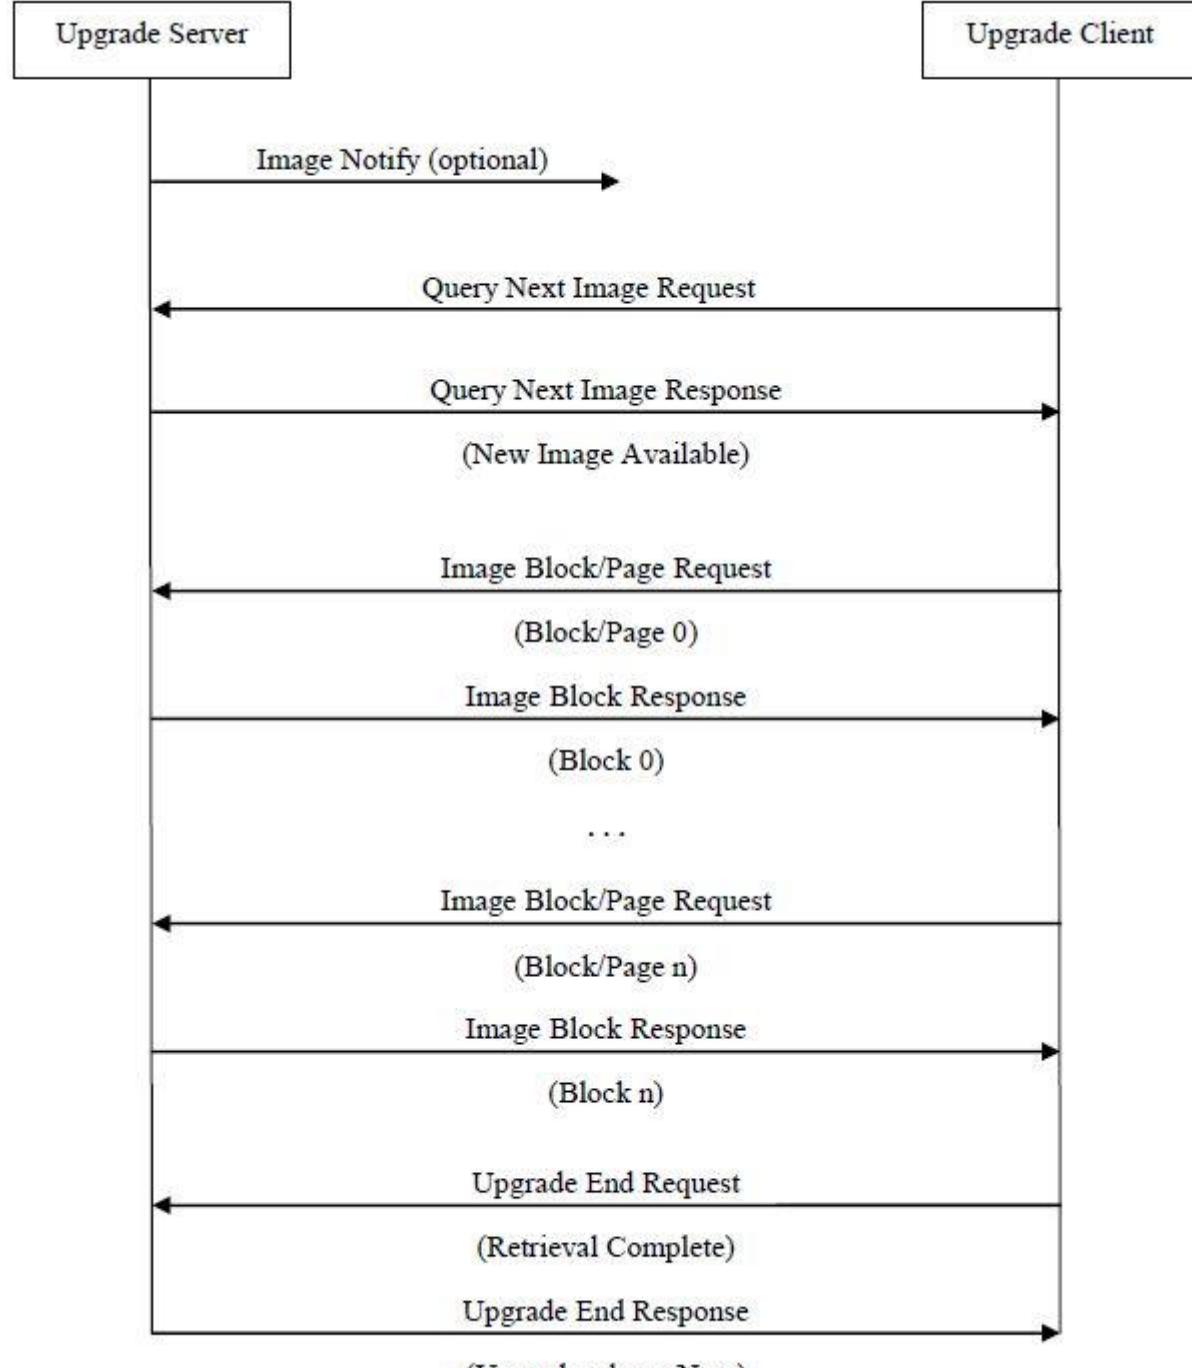 Upgrade Server
Upgrade Client
Image Notify (optional)
Query Next Image Request
Query Next Image Response
(New Image Available)
Image Block/Page Request
(Block/Page 0)
Image Block Response
(Block 0)
. . .
Image Block/Page Request
(Block/Page n)
Image Block Response
(Block n)
Upgrade End Request
(Retrieval Complete)
Upgrade End Response